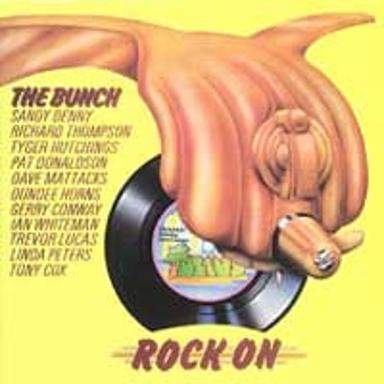 THE BUNCH
SANDY DENNY
RICHARD THOMPSON
TYGER HUTCHINGS
PAT DONALDSON
DAVE MATTACKS
DUNDEE HORNS
GERRY CONWAY
IAN WHITEMAN
TREVOR LUCAS
LINDA PETERS
TONY COX
ROCK ON